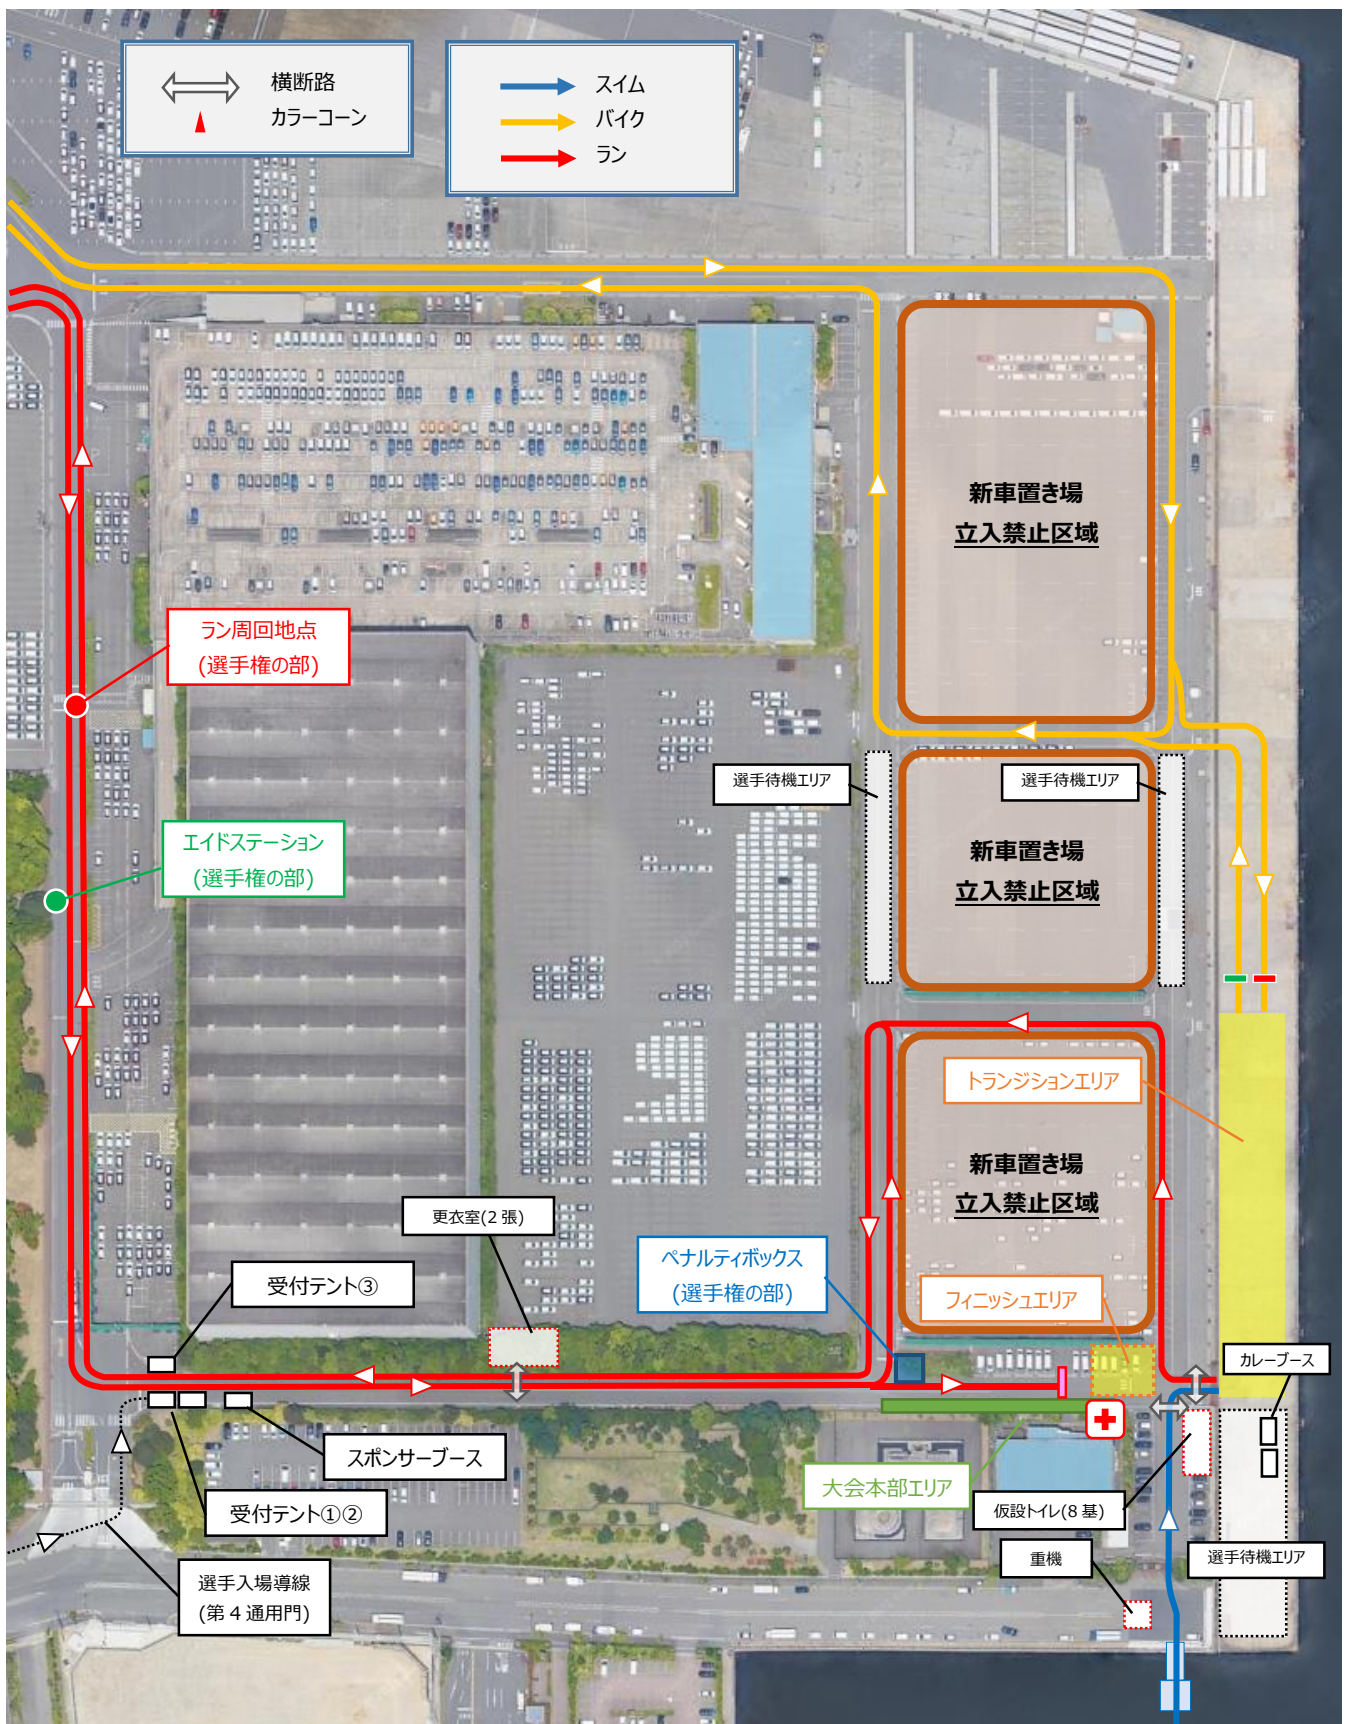 横断路
カラーコーン
スイム
バイク
ラン
新車置き場
立入禁止区域
ラン周回地点
(選手権の部)
選手待機エリア
選手待機エリア
エイドステーション
(選手権の部)
新車置き場
立入禁止区域
トランジションエリア
新車置き場
立入禁止区域
更衣室(2張)
ペナルティボックス
(選手権の部)
受付テント③
フィニッシュエリア
カレーブース
スポンサーブース
大会本部エリア
受付テント①②
仮設トイレ(8基)
重機
選手待機エリア
選手入場導線
(第4通用門)